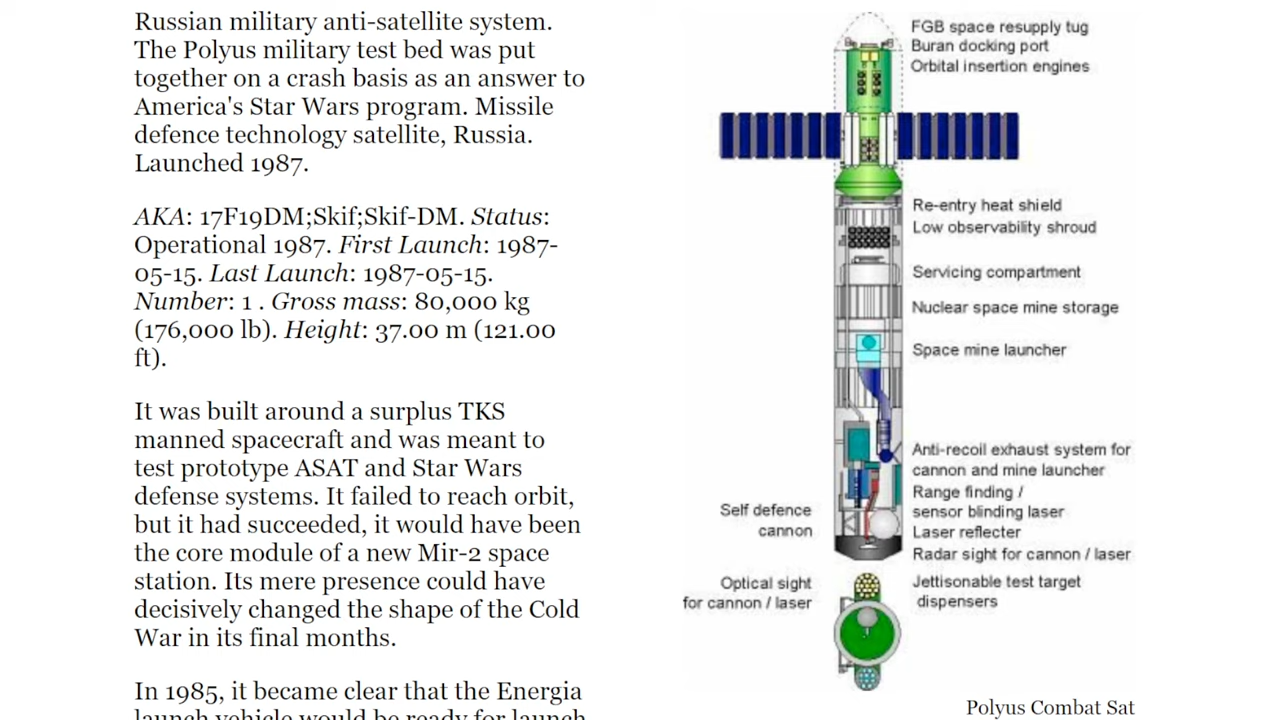 Russian military anti-satellite system.
The Polyus military test bed was put
together on a crash basis as an answer to
America's Star Wars program. Missile
defence technology satellite, Russia.
Launched 1987.
AKA: 17F19DM;Skif;Skif-DM. Status:
Operational 1987. First Launch: 1987-
05-15. Last Launch: 1987-05-15.
Number: 1 . Gross mass: 80,000 kg
(176,000 lb). Height: 37.00 m (121.00
ft).
It was built around a surplus TKS
manned spacecraft and was meant to
test prototype ASAT and Star Wars
defense systems. It failed to reach orbit,
but it had succeeded, it would have been
the core module of a new Mir-2 space
station. Its mere presence could have
decisively changed the shape of the Cold
War in its final months.
In 1985, it became clear that the Energia
launch vehicle would be ready for launch
FGB space resupply tug
Buran docking port
Orbital insertion engines
Re-entry heat shield
Low observability shroud
Servicing compartment
Nuclear space mine storage
Space mine launcher
Anti-recoil exhaust system for
cannon and mine launcher
Range finding /
sensor blinding laser
Laser reflecter
Radar sight for cannon / laser
Self defence
cannon
Optical sight
for cannon / laser
Jettisonable test target
dispensers
Polyus Combat Sat